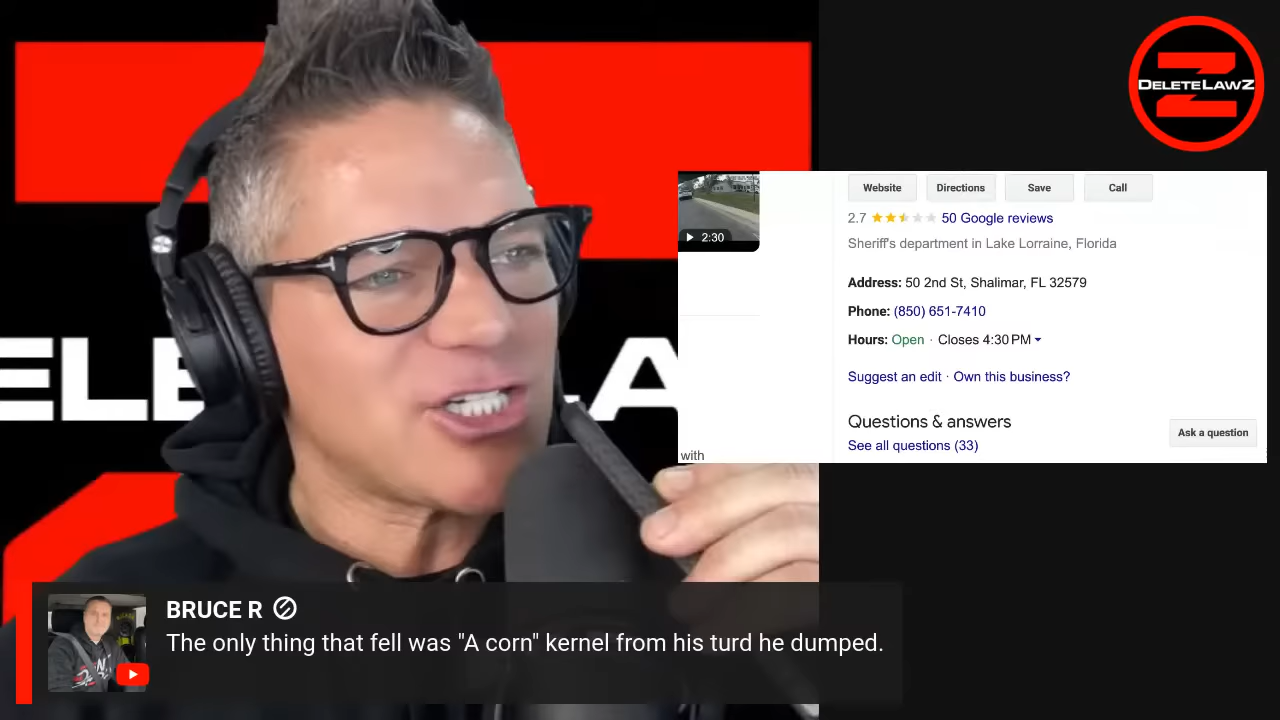 DELETELAWZ
ELE
LA
Website
Directions
Save
Call
2:30
2.7
50 Google reviews
Sheriff's department in Lake Lorraine, Florida
Address: 50 2nd St, Shalimar, FL 32579
Phone: (850) 651-7410
Hours: Open · Closes 4:30 PM
Suggest an edit · Own this business?
Questions & answers
See all questions (33)
Ask a question
with
BRUCE R
The only thing that fell was "A corn" kernel from his turd he dumped.